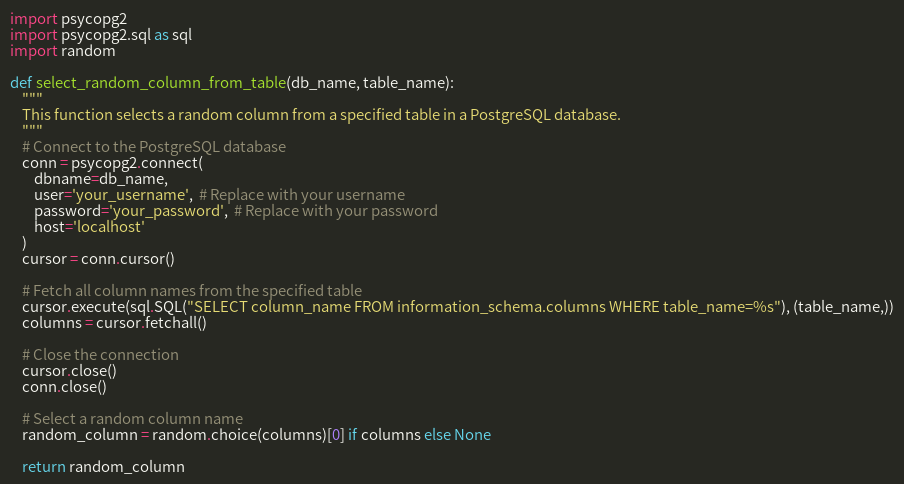 import psycopg2
import psycopg2.sql as sql
import random

def select_random_column_from_table(db_name, table_name):
    """
    This function selects a random column from a specified table in a PostgreSQL database.
    """
    # Connect to the PostgreSQL database
    conn = psycopg2.connect(
        dbname=db_name,
        user='your_username',  # Replace with your username
        password='your_password',  # Replace with your password
        host='localhost'
    )
    cursor = conn.cursor()

    # Fetch all column names from the specified table
    cursor.execute(sql.SQL("SELECT column_name FROM information_schema.columns WHERE table_name=%s"), (table_name,))
    columns = cursor.fetchall()

    # Close the connection
    cursor.close()
    conn.close()

    # Select a random column name
    random_column = random.choice(columns)[0] if columns else None

    return random_column